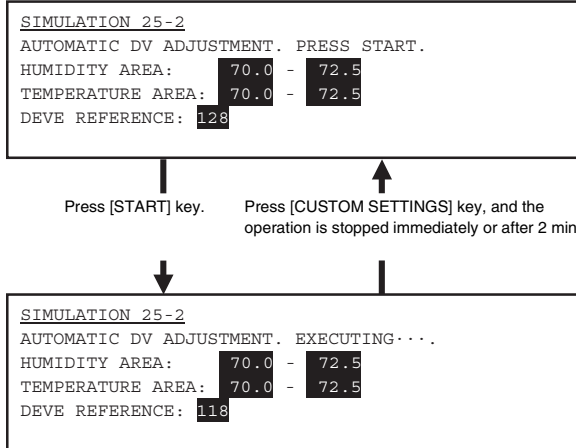 SIMULATION 25-2
AUTOMATIC DV ADJUSTMENT. PRESS START.
HUMIDITY AREA: 70.0 - 72.5
TEMPERATURE AREA: 70.0 - 72.5
DEVE REFERENCE: 128
Press [START] key.
Press [CUSTOM SETTINGS] key, and the
operation is stopped immediately or after 2 min
SIMULATION 25-2
AUTOMATIC DV ADJUSTMENT. EXECUTING···.
HUMIDITY AREA: 70.0 - 72.5
TEMPERATURE AREA: 70.0 - 72.5
DEVE REFERENCE: 118